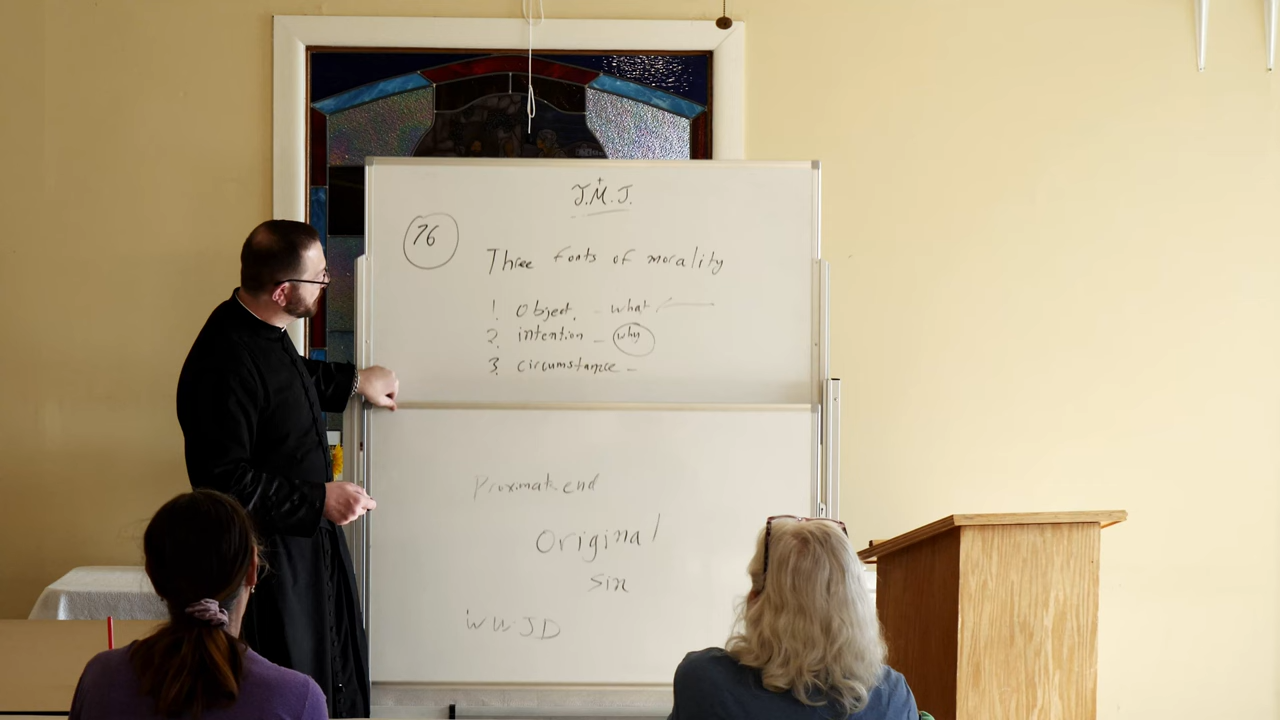 J.M.J.
76
Three fonts of morality
1. Object. - what
2. intention - why
3. circumstance -
Proximate end
Original
sin
WWJD